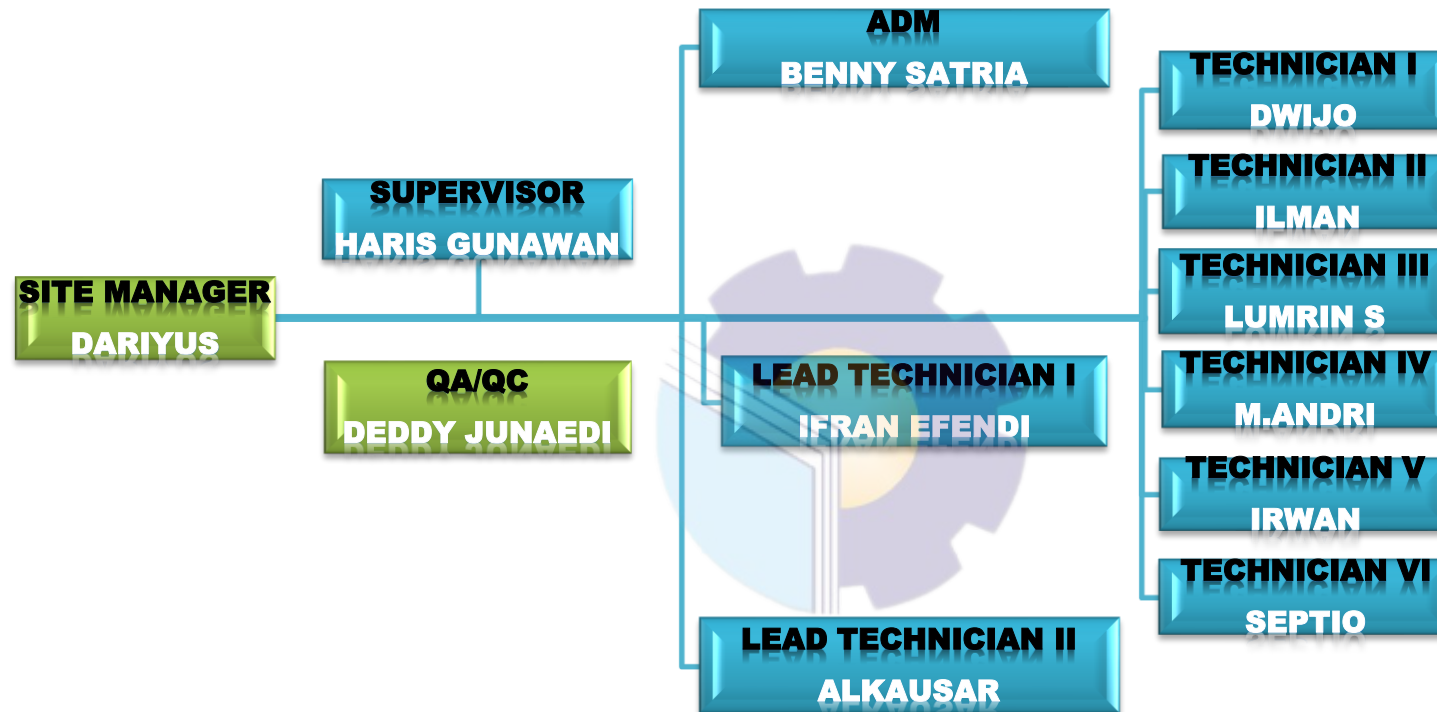 SITE MANAGER
DARIYUS
SUPERVISOR
HARIS GUNAWAN
QA/QC
DEDDY JUNAEDI
ADM
BENNY SATRIA
LEAD TECHNICIAN I
IFRAN EFENDI
LEAD TECHNICIAN II
ALKAUSAR
TECHNICIAN I
DWIJO
TECHNICIAN II
ILMAN
TECHNICIAN III
LUMRIN S
TECHNICIAN IV
M.ANDRI
TECHNICIAN V
IRWAN
TECHNICIAN VI
SEPTIO